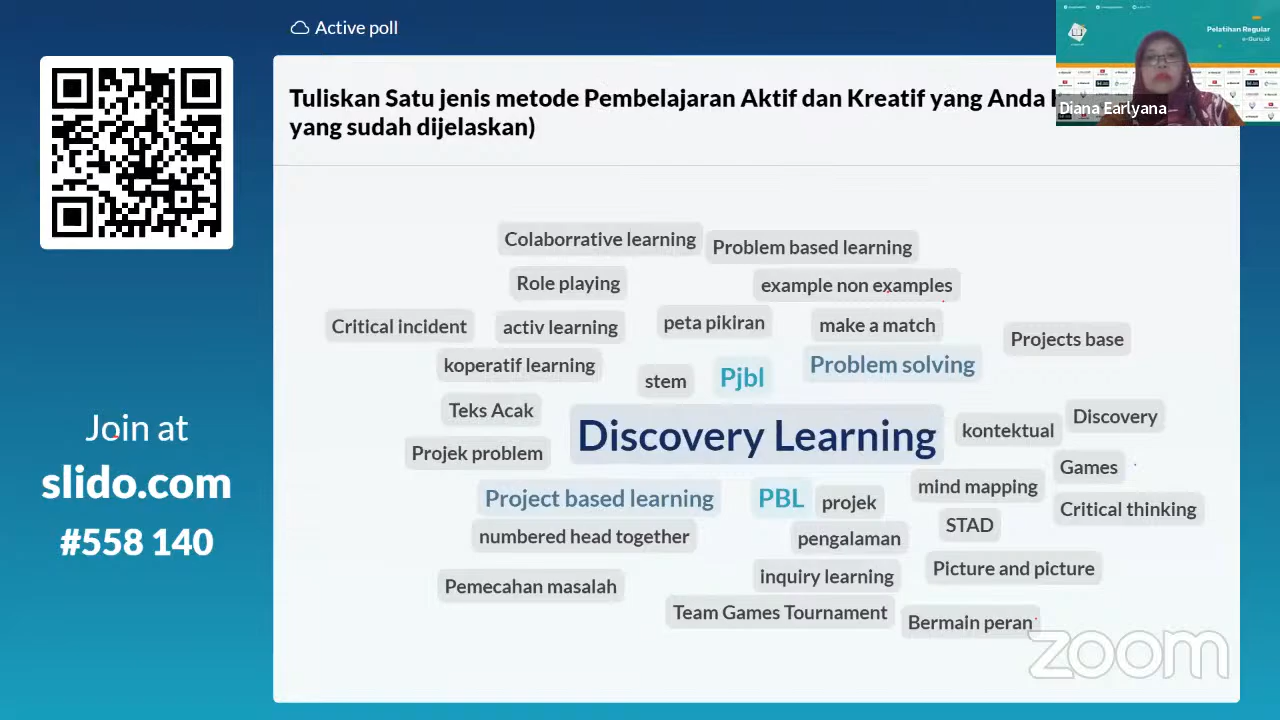 Active poll
Tuliskan Satu jenis metode Pembelajaran Aktif dan Kreatif yang Anda
yang sudah dijelaskan)
Pelatihan Regular
e-Guru.id
Diana Earlyana
Join at
slido.com
#558 140
Colaborrative learning
Problem based learning
Role playing
example non examples
Critical incident
activ learning
peta pikiran
make a match
Projects base
koperatif learning
stem
Pjbl
Problem solving
Teks Acak
Discovery Learning
kontektual
Discovery
Projek problem
Games
Project based learning
PBL
projek
mind mapping
Critical thinking
numbered head together
pengalaman
STAD
Pemecahan masalah
inquiry learning
Picture and picture
Team Games Tournament
Bermain peran
zoom